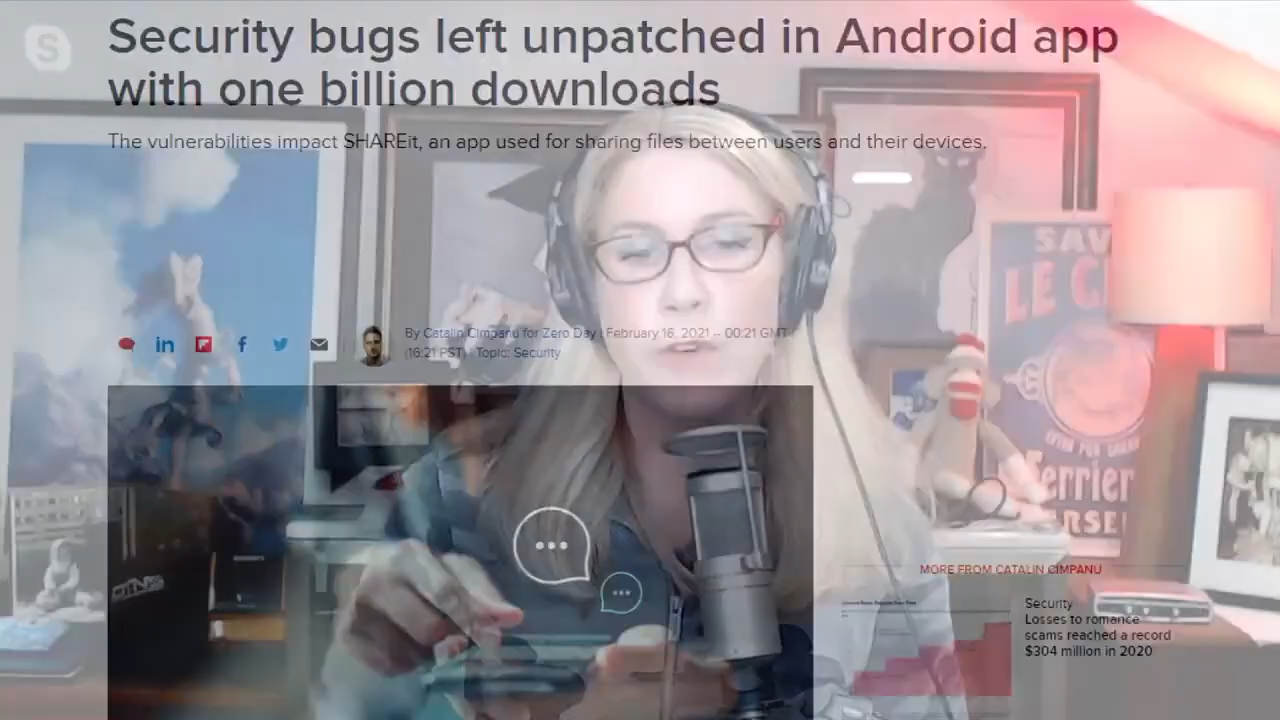 Security bugs left unpatched in Android app
with one billion downloads
The vulnerabilities impact SHAREit, an app used for sharing files between users and their devices.
SAV
LE C
By Catalin Cimpanu for Zero Day | February 16, 2021 -- 00:21 GMT
(16:21 PST) | Topic: Security
errier
MORE FROM CATALIN CIMPANU
Security
Losses to romance
scams reached a record
$304 million in 2020